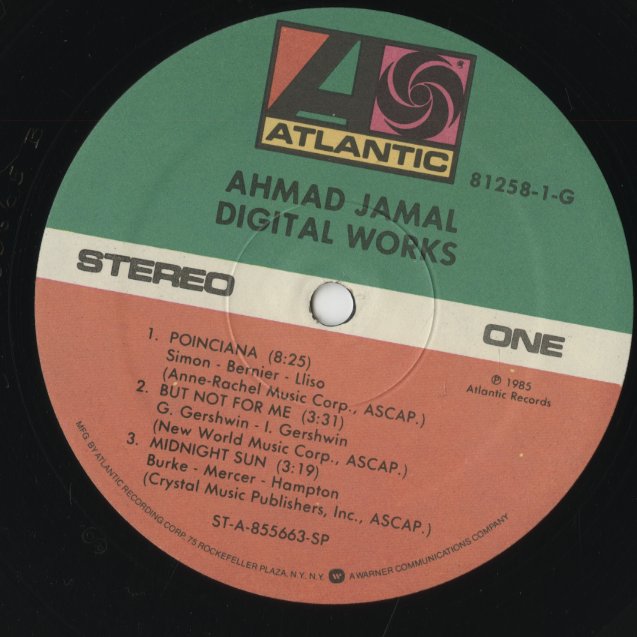 ATLANTIC
81258-1-G
AHMAD JAMAL
DIGITAL WORKS
STEREO
ONE
1. POINCIANA (8:25)
Simon - Bernier - Lliso
(Anne-Rachel Music Corp., ASCAP.)
2. BUT NOT FOR ME (3:31)
G. Gershwin - I. Gershwin
(New World Music Corp., ASCAP.)
3. MIDNIGHT SUN (3:19)
Burke - Mercer - Hampton
(Crystal Music Publishers, Inc., ASCAP.)
℗ 1985
Atlantic Records
ST-A-855663-SP
MFG. BY ATLANTIC RECORDING CORP. 75 ROCKEFELLER PLAZA, N.Y. N.Y. A WARNER COMMUNICATIONS COMPANY